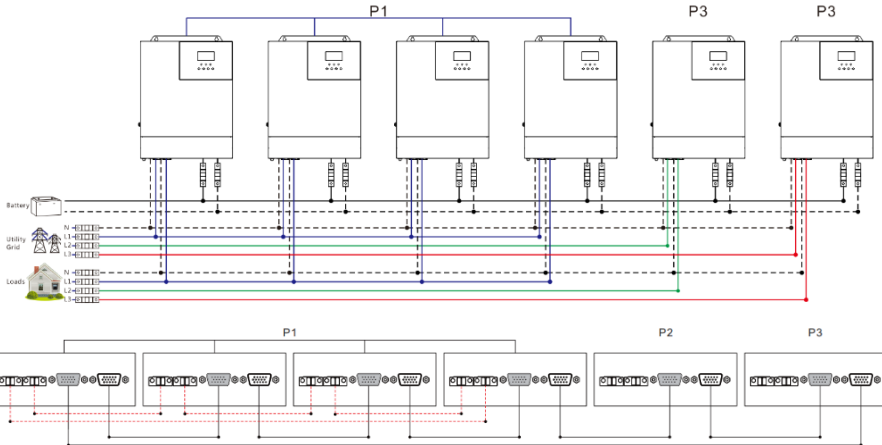 P1 P3 P3
Battery
Utility
Grid
N
L1
L2
L3
Loads
N
L1
L2
L3
P1 P2 P3